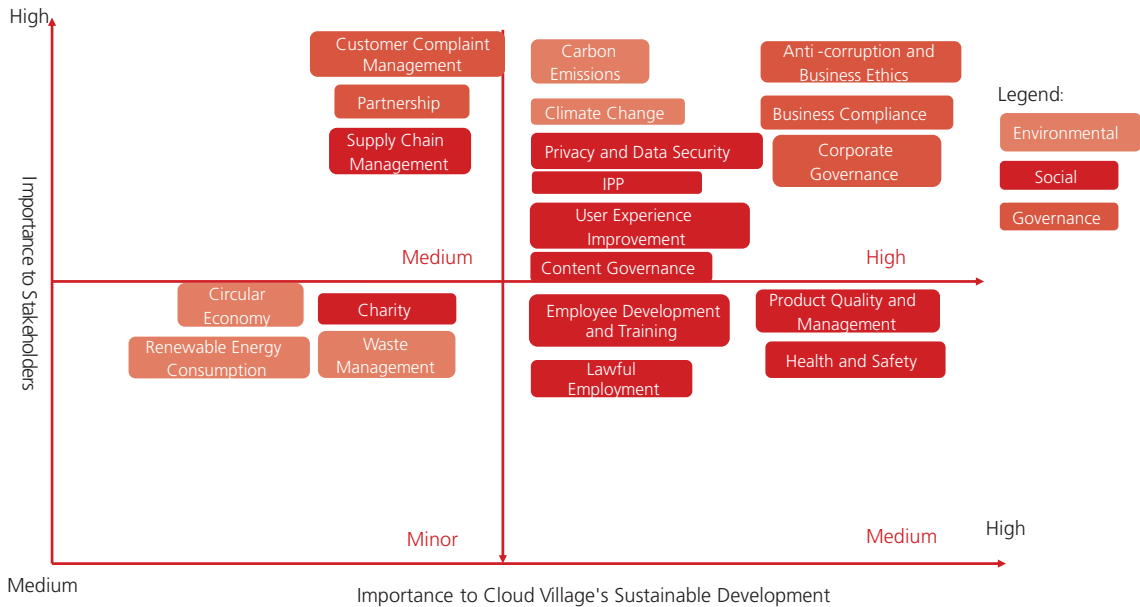 High
Customer Complaint
Management
Partnership
Supply Chain
Management
Carbon
Emissions
Climate Change
Privacy and Data Security
IPP
User Experience
Improvement
Content Governance
Anti -corruption and
Business Ethics
Business Compliance
Corporate
Governance
Legend:
Environmental
Social
Governance
Importance to Stakeholders
Medium
High
Circular
Economy
Charity
Renewable Energy
Consumption
Waste
Management
Employee Development
and Training
Lawful
Employment
Product Quality and
Management
Health and Safety
Minor
Medium
High
Medium
Importance to Cloud Village's Sustainable Development